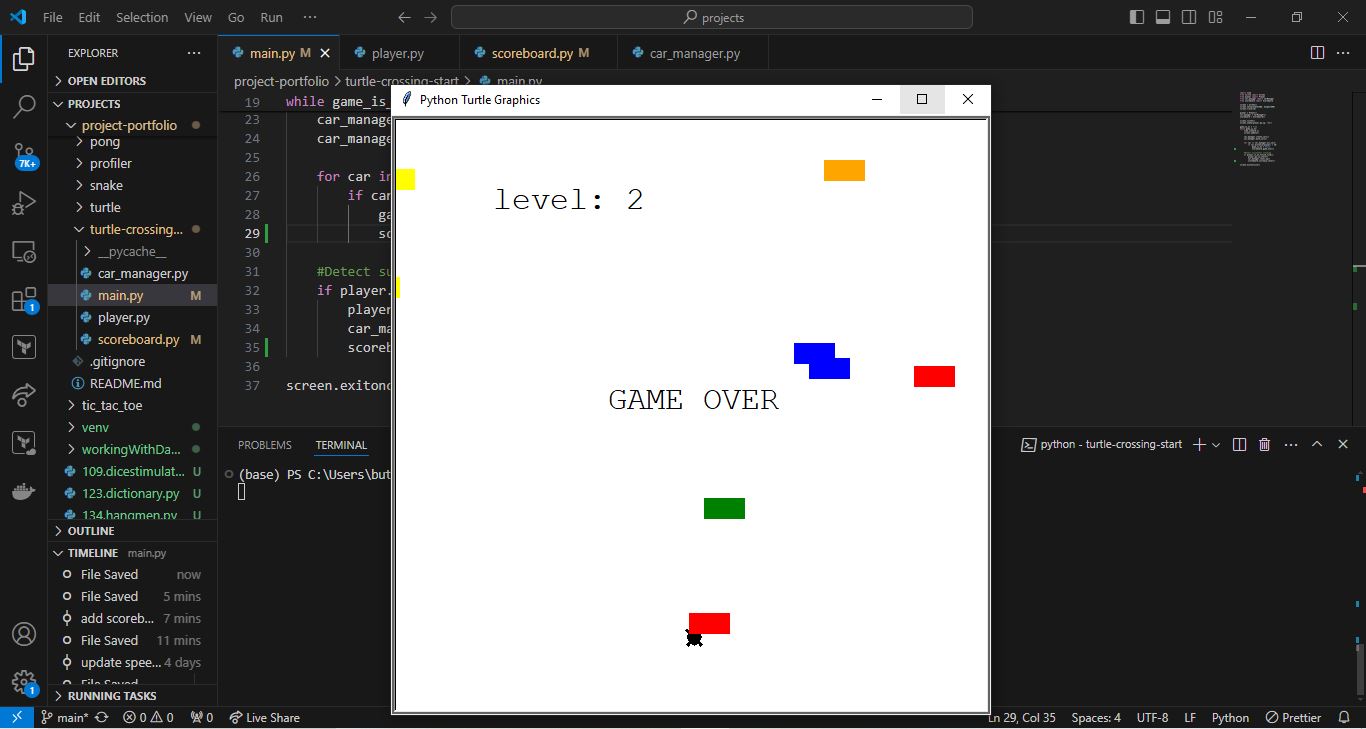 File Edit Selection View Go Run ··· projects
EXPLORER ···
OPEN EDITORS
PROJECTS
project-portfolio
pong
profiler
snake
turtle
turtle-crossing...
__pycache__
car_manager.py
main.py M
player.py
scoreboard.py M
.gitignore
README.md
tic_tac_toe
venv
workingWithDa...
109.dicestimulat... U
123.dictionary.py U
134.hangmen.py U
OUTLINE
TIMELINE main.py
File Saved now
File Saved 5 mins
add scoreb... 7 mins
File Saved 11 mins
update spee... 4 days
File Saved
RUNNING TASKS
7K+
1
1
main.py M player.py scoreboard.py M car_manager.py
project-portfolio > turtle-crossing-start > main.py
19 while game_is_
23 car_manage
24 car_manage
25
26 for car in
27 if car
28 ga
29 sc
30
31 #Detect su
32 if player.
33 player
34 car_ma
35 scoreb
36
37 screen.exitonc
Python Turtle Graphics
level: 2
GAME OVER
PROBLEMS TERMINAL
python - turtle-crossing-start
(base) PS C:\Users\but
main* 0 0 0 Live Share
Ln 29, Col 35 Spaces: 4 UTF-8 LF Python Prettier